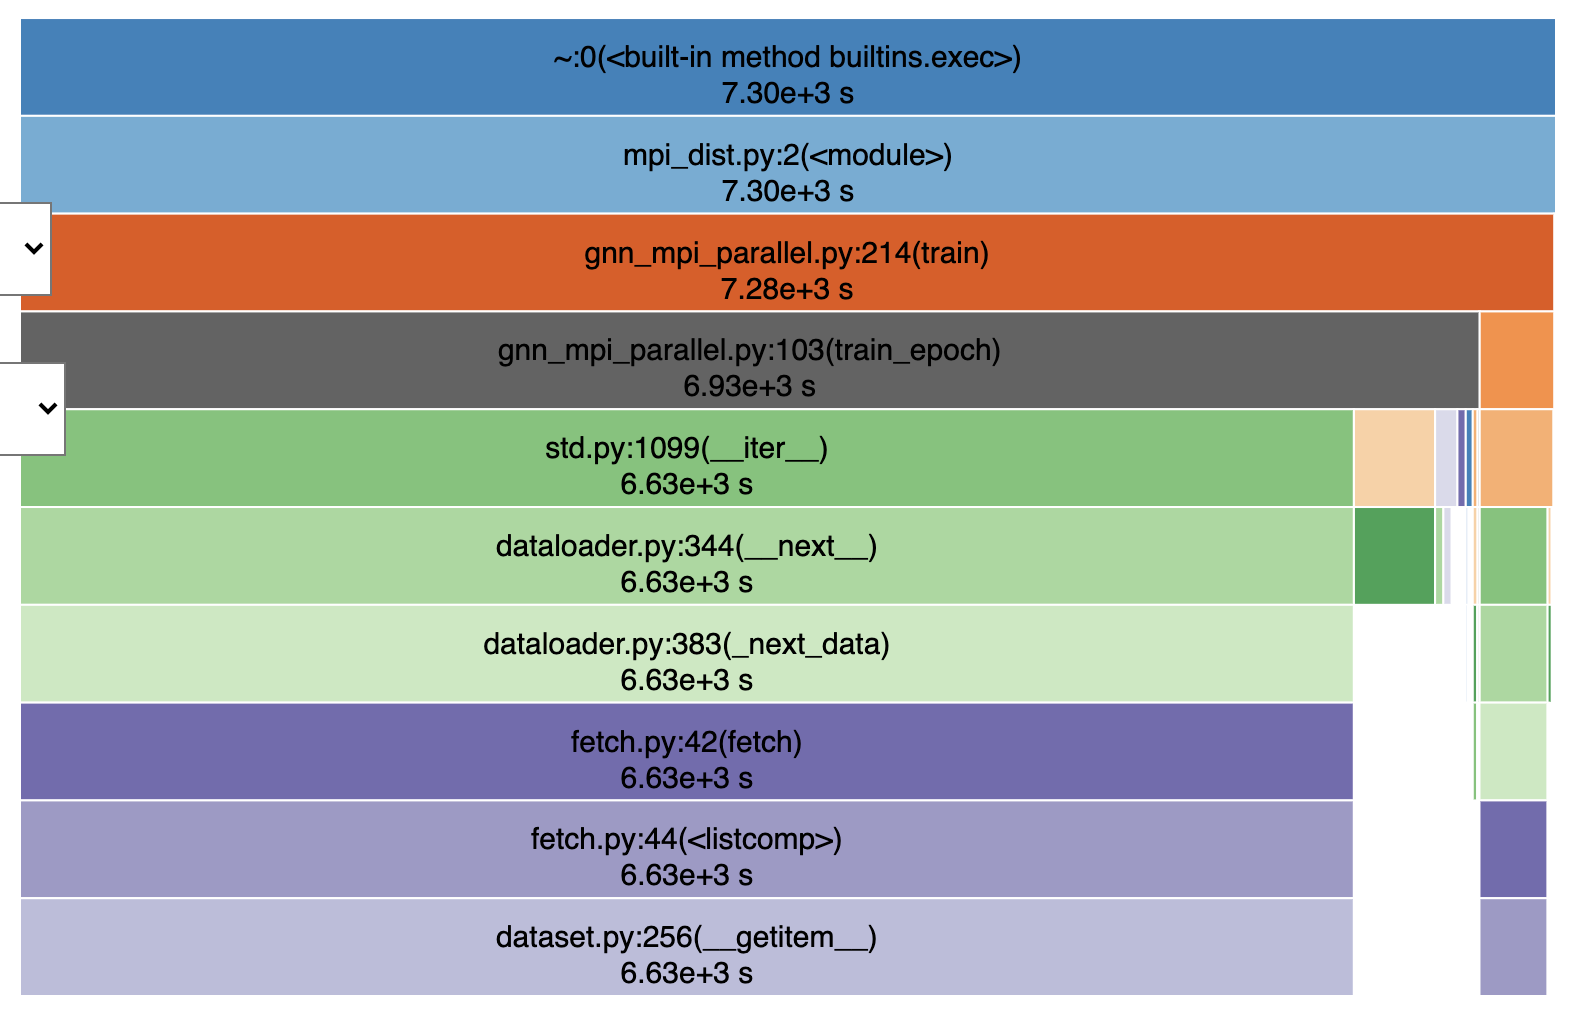 ~:0(<built-in method builtins.exec>)
7.30e+3 s
mpi_dist.py:2(<module>)
7.30e+3 s
gnn_mpi_parallel.py:214(train)
7.28e+3 s
gnn_mpi_parallel.py:103(train_epoch)
6.93e+3 s
std.py:1099(__iter__)
6.63e+3 s
dataloader.py:344(__next__)
6.63e+3 s
dataloader.py:383(_next_data)
6.63e+3 s
fetch.py:42(fetch)
6.63e+3 s
fetch.py:44(<listcomp>)
6.63e+3 s
dataset.py:256(__getitem__)
6.63e+3 s